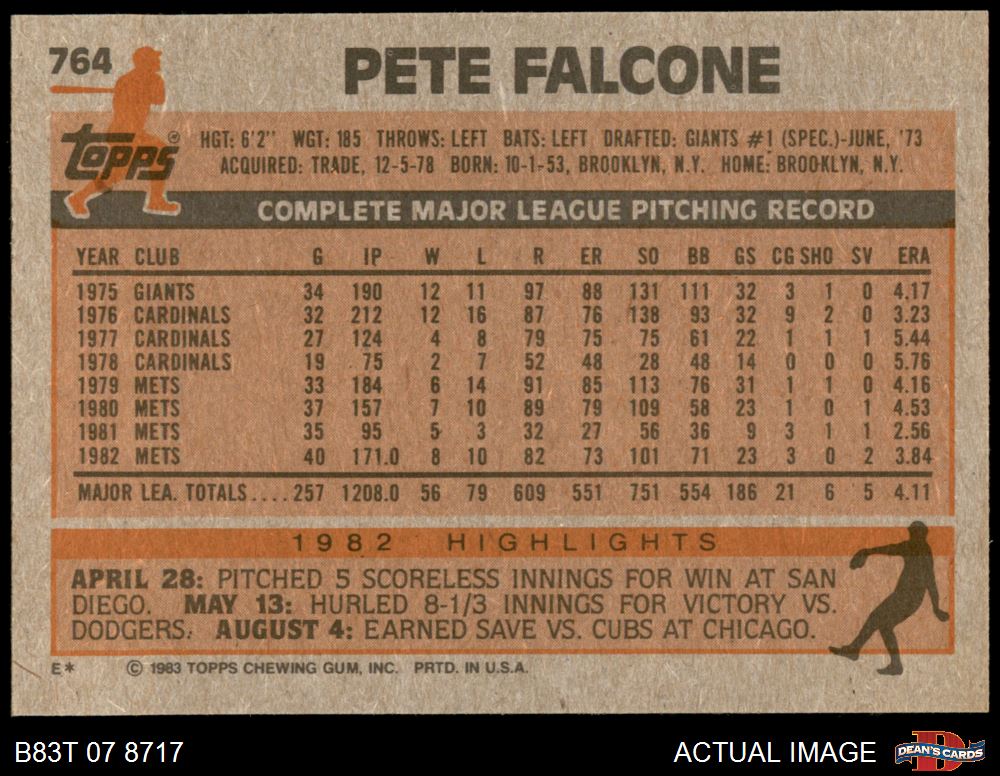 764
PETE FALCONE
Topps®
HGT: 6'2" WGT: 185 THROWS: LEFT BATS: LEFT DRAFTED: GIANTS #1 (SPEC.)-JUNE, '73
ACQUIRED: TRADE, 12-5-78 BORN: 10-1-53, BROOKLYN, N.Y. HOME: BROOKLYN, N.Y.
COMPLETE MAJOR LEAGUE PITCHING RECORD
YEAR CLUB G IP W L R ER SO BB GS CG SHO SV ERA
1975 GIANTS 34 190 12 11 97 88 131 111 32 3 1 0 4.17
1976 CARDINALS 32 212 12 16 87 76 138 93 32 9 2 0 3.23
1977 CARDINALS 27 124 4 8 79 75 75 61 22 1 1 1 5.44
1978 CARDINALS 19 75 2 7 52 48 28 48 14 0 0 0 5.76
1979 METS 33 184 6 14 91 85 113 76 31 1 1 0 4.16
1980 METS 37 157 7 10 89 79 109 58 23 1 0 1 4.53
1981 METS 35 95 5 3 32 27 56 36 9 3 1 1 2.56
1982 METS 40 171.0 8 10 82 73 101 71 23 3 0 2 3.84
MAJOR LEA. TOTALS....257 1208.0 56 79 609 551 751 554 186 21 6 5 4.11
1982 HIGHLIGHTS
APRIL 28: PITCHED 5 SCORELESS INNINGS FOR WIN AT SAN
DIEGO. MAY 13: HURLED 8-1/3 INNINGS FOR VICTORY VS.
DODGERS. AUGUST 4: EARNED SAVE VS. CUBS AT CHICAGO.
E* © 1983 TOPPS CHEWING GUM, INC. PRTD. IN U.S.A.
B83T 07 8717
ACTUAL IMAGE
DEAN'S CARDS